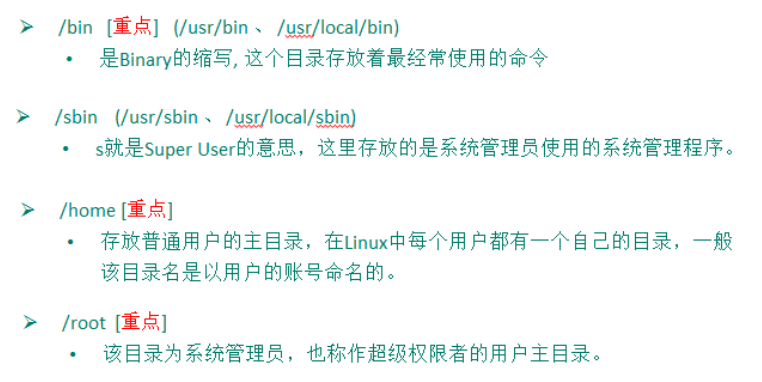 ➢ /bin [重点] (/usr/bin 、 /usr/local/bin)
• 是Binary的缩写, 这个目录存放着最经常使用的命令
➢ /sbin (/usr/sbin 、 /usr/local/sbin)
• s就是Super User的意思，这里存放的是系统管理员使用的系统管理程序。
➢ /home [重点]
• 存放普通用户的主目录，在Linux中每个用户都有一个自己的目录，一般
该目录名是以用户的账号命名的。
➢ /root [重点]
• 该目录为系统管理员，也称作超级权限者的用户主目录。